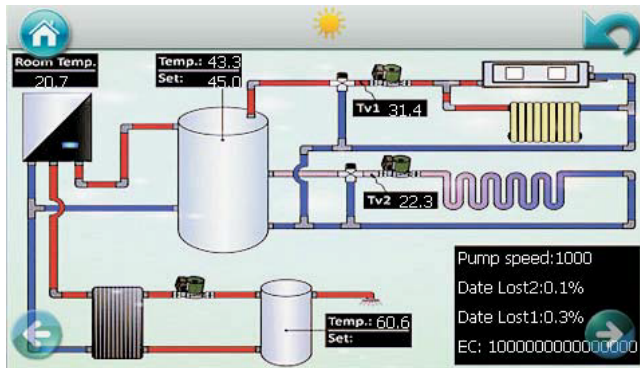 Room Temp.
20.7
Temp.: 43.3
Set: 45.0
Tv1 31.4
Tv2 22.3
Temp.: 60.6
Set:
Pump speed:1000
Date Lost2:0.1%
Date Lost1:0.3%
EC: 1000000000000000